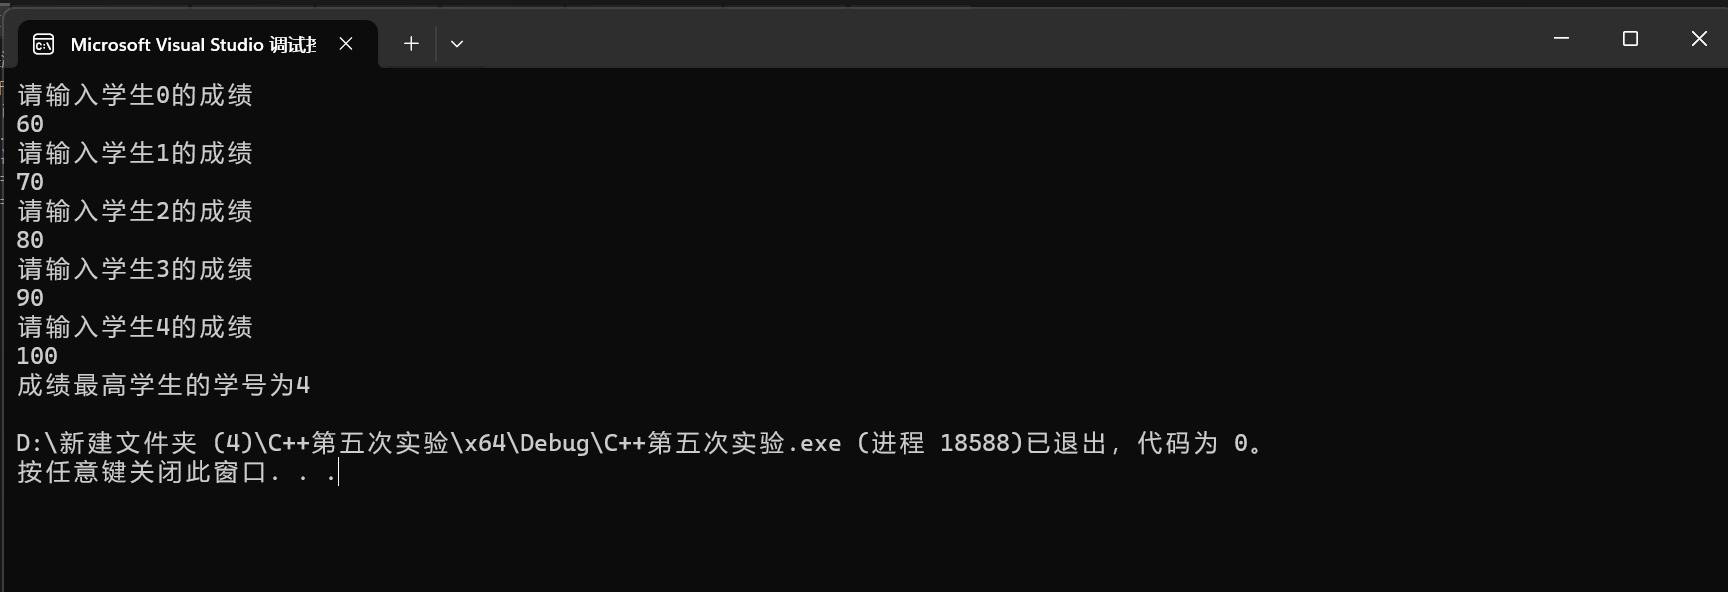 Microsoft Visual Studio 调试
请输入学生0的成绩
60
请输入学生1的成绩
70
请输入学生2的成绩
80
请输入学生3的成绩
90
请输入学生4的成绩
100
成绩最高学生的学号为4
D:\新建文件夹 (4)\C++第五次实验\x64\Debug\C++第五次实验.exe (进程 18588)已退出，代码为 0。
按任意键关闭此窗口. . .